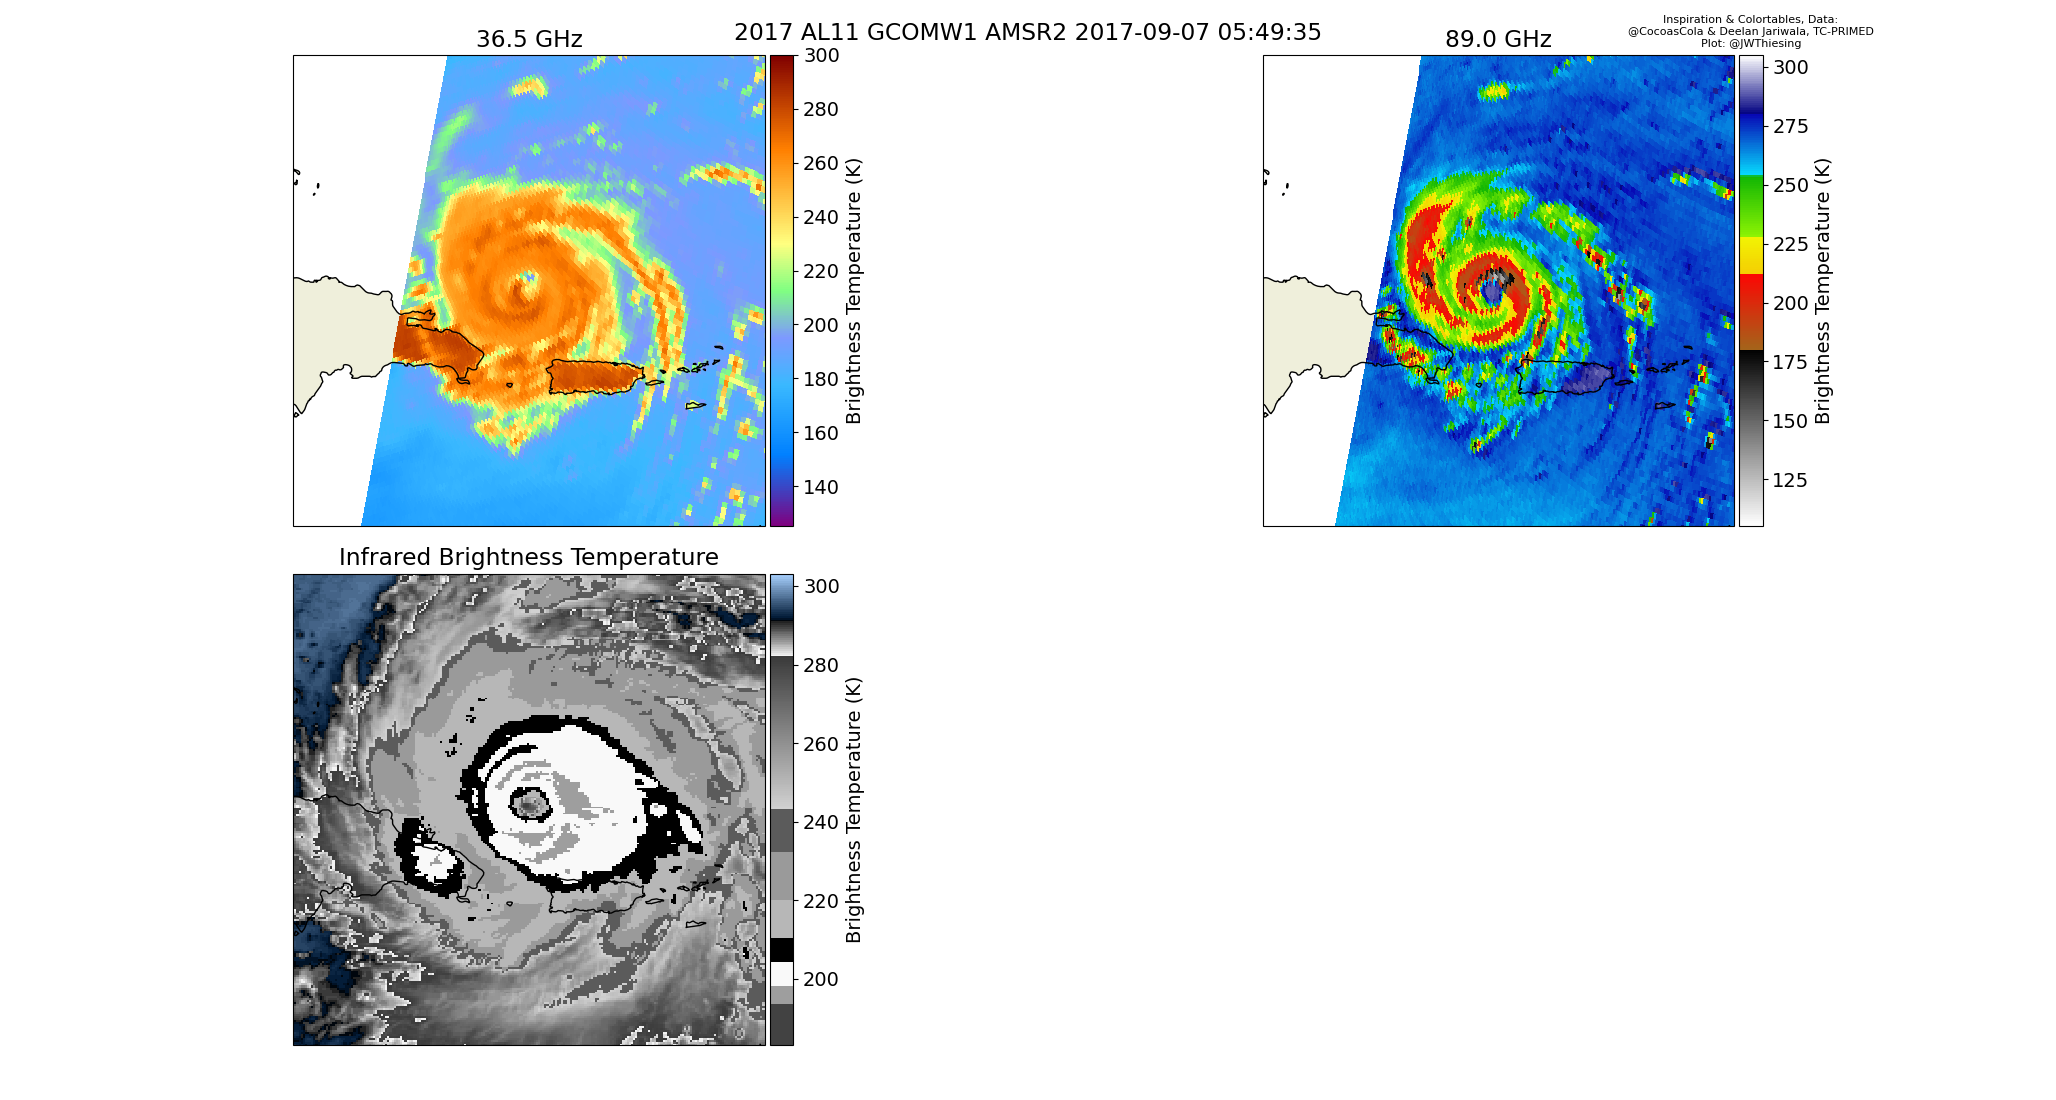 2017 AL11 GCOMW1 AMSR2 2017-09-07 05:49:35
Inspiration & Colortables, Data:
@CocoasCola & Deelan Jariwala, TC-PRIMED
Plot: @JWThiesing
36.5 GHz
300
280
260
240
220
200
180
160
140
Brightness Temperature (K)
89.0 GHz
300
275
250
225
200
175
150
125
Brightness Temperature (K)
Infrared Brightness Temperature
300
280
260
240
220
200
Brightness Temperature (K)